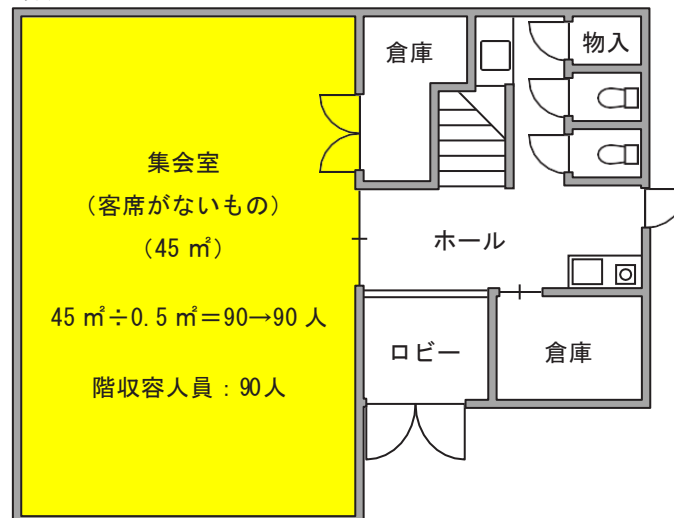 倉庫
物入
集会室
（客席がないもの）
（45 ㎡）
ホール
45 ㎡÷0.5 ㎡＝90→90 人
ロビー
倉庫
階収容人員：90人